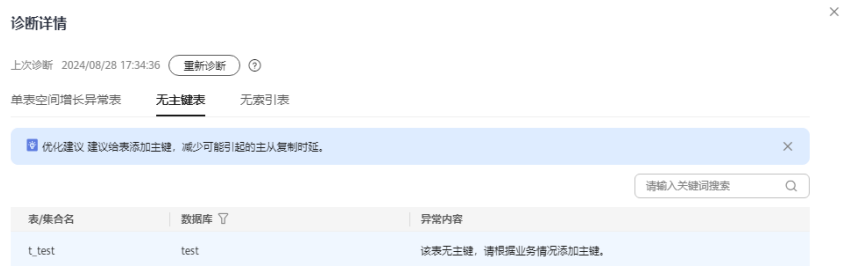 诊断详情
上次诊断 2024/08/28 17:34:36 重新诊断 ?
单表空间增长异常表 无主键表 无索引表
优化建议 建议给表添加主键，减少可能引起的主从复制时延。
请输入关键词搜索
表/集合名 数据库 异常内容
t_test test 该表无主键，请根据业务情况添加主键。